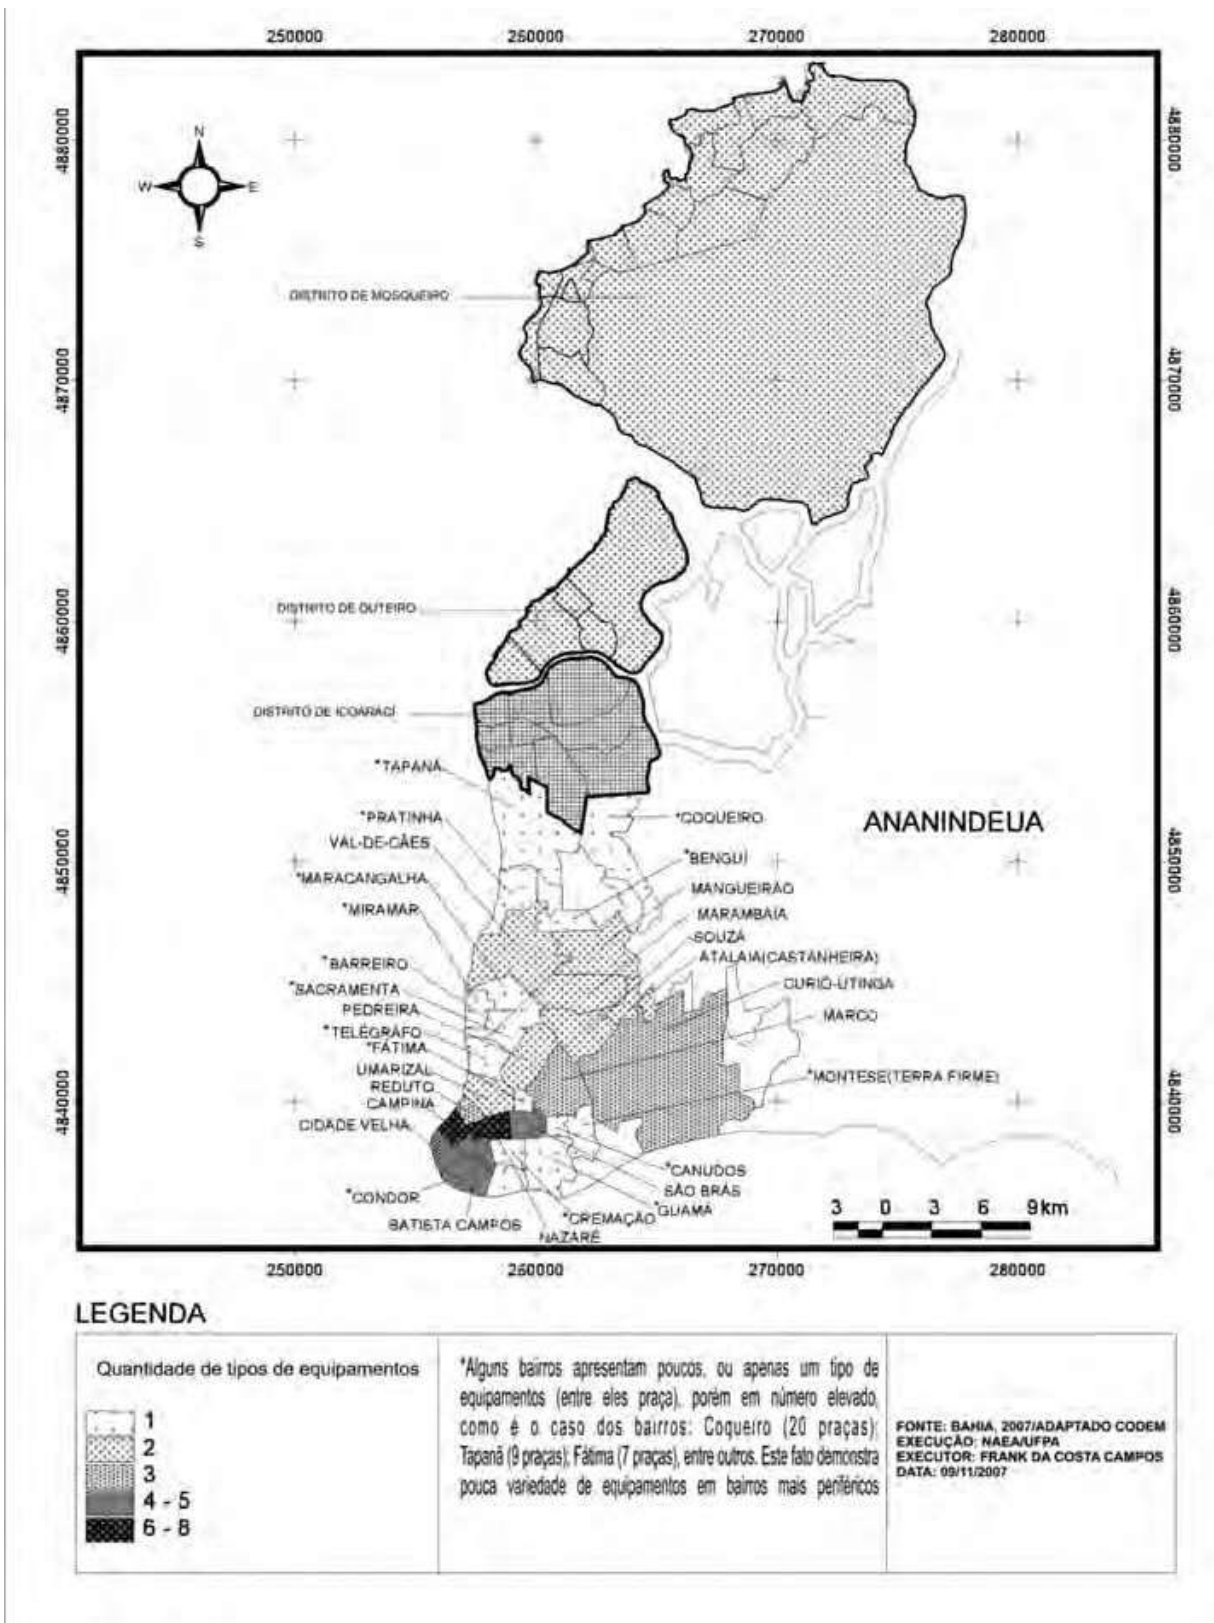 250000 260000 270000 280000
4880000 4880000
N
W E
S
DISTRITO DE MOSQUEIRO
4870000 4870000
DISTRITO DE OUTEIRO
4860000 4860000
DISTRITO DE ICOARACÍ
*TAPANÃ
*PRATINHA
*COQUEIRO
ANANINDEUA
VAL-DE-CÃES
*BENGUÍ
4850000 4850000
*MARACANGALHA
MANGUEIRÃO
*MIRAMAR
MARAMBAIA
SOUZA
*BARREIRO
ATALAIA(CASTANHEIRA)
*SACRAMENTA
CURIÓ-UTINGA
PEDREIRA
MARCO
*TELÉGRAFO
*FÁTIMA
UMARIZAL
*MONTESE(TERRA FIRME)
REDUTO
CAMPINA
4840000 4840000
CIDADE VELHA
*CANUDOS
SÃO BRÁS
*CONDOR
*GUAMÁ
BATISTA CAMPOS
*CREMAÇÃO
NAZARÉ
3 0 3 6 9km
250000 260000 270000 280000
LEGENDA
Quantidade de tipos de equipamentos
1
2
3
4 - 5
6 - 8
*Alguns bairros apresentam poucos, ou apenas um tipo de
equipamentos (entre eles praça), porém em número elevado,
como é o caso dos bairros: Coqueiro (20 praças);
Tapanã (9 praças); Fátima (7 praças), entre outros. Este fato demonstra
pouca variedade de equipamentos em bairros mais periféricos
FONTE: BAHIA, 2007/ADAPTADO CODEM
EXECUÇÃO: NAEA/UFPA
EXECUTOR: FRANK DA COSTA CAMPOS
DATA: 09/11/2007